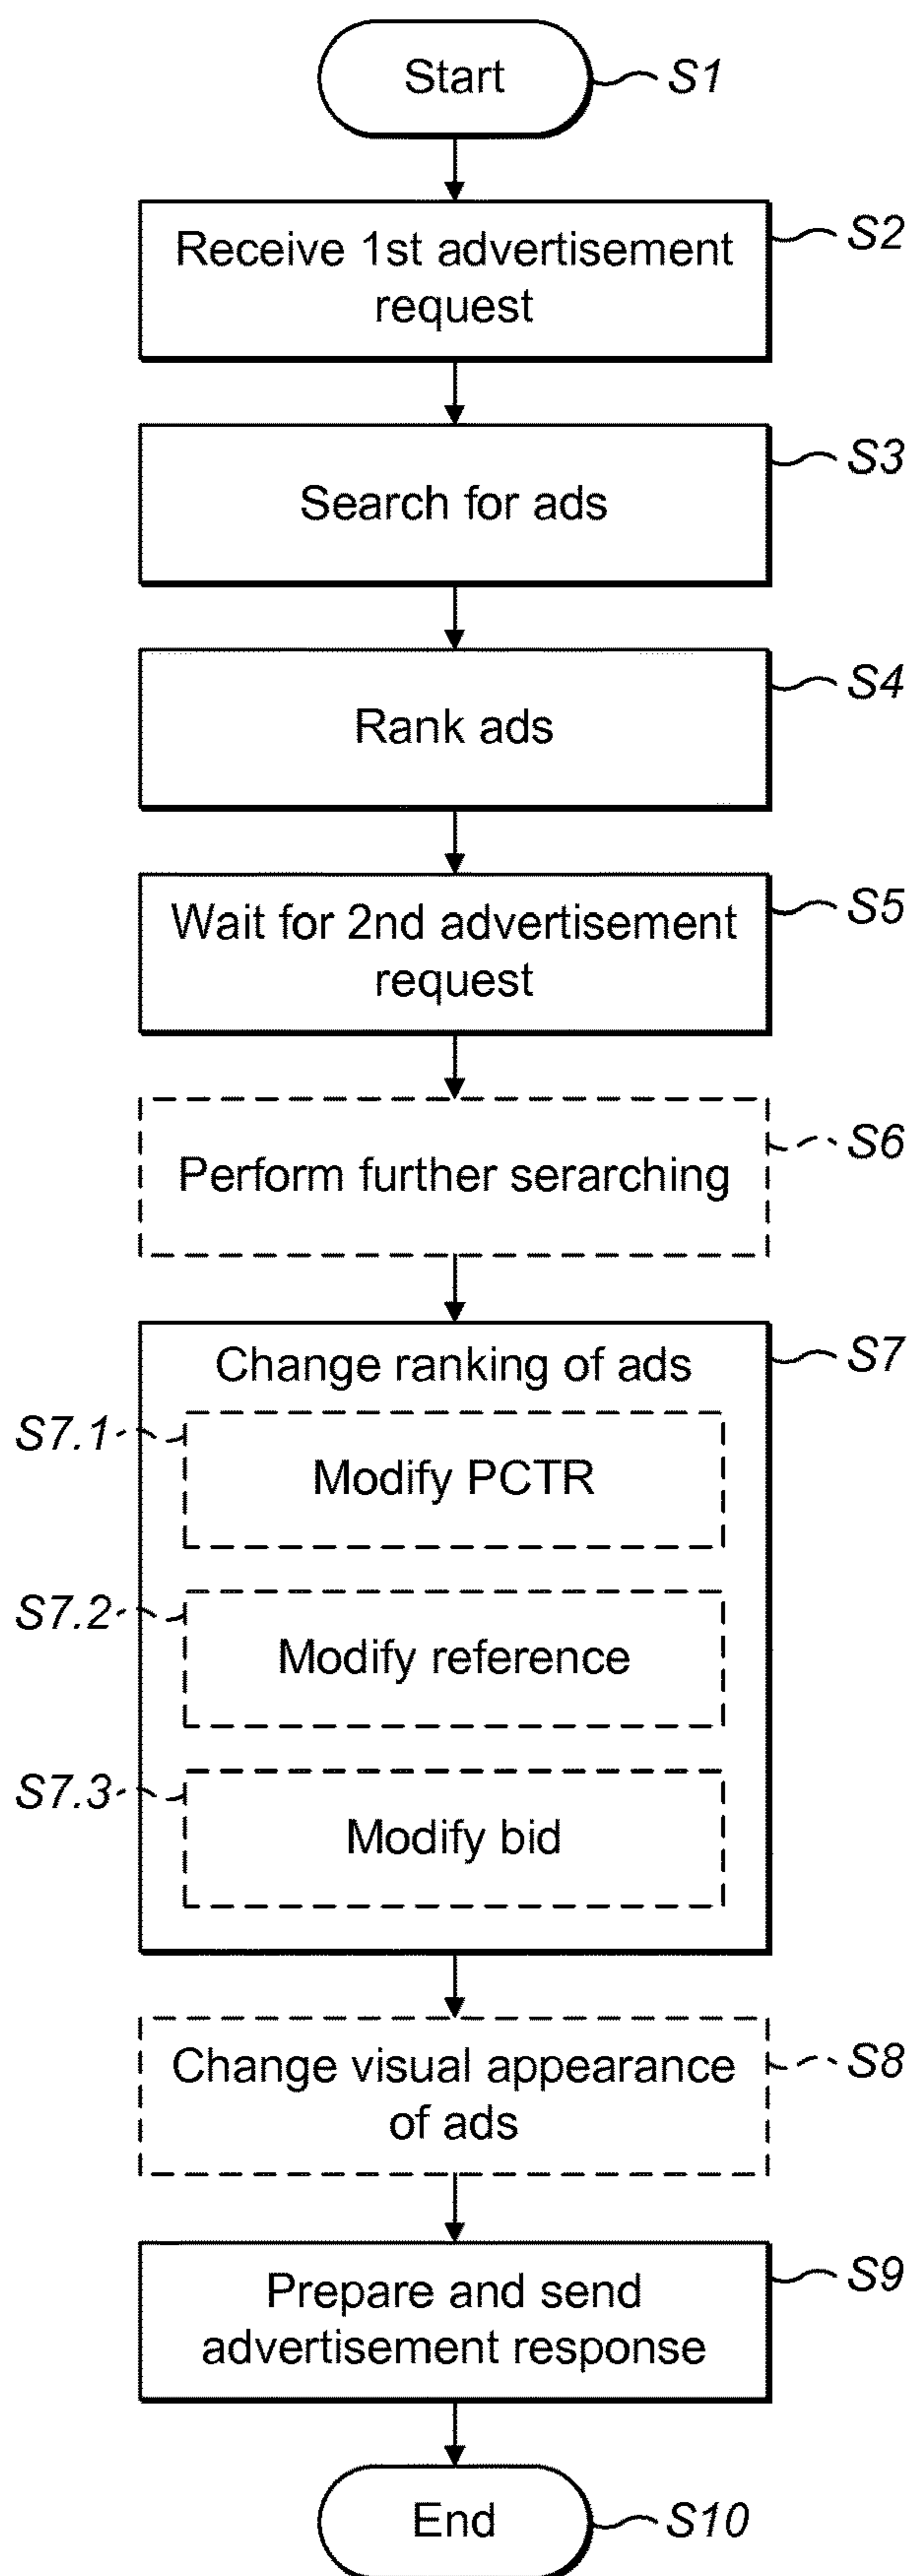 Start
S1
Receive 1st advertisement
request
S2
Search for ads
S3
Rank ads
S4
Wait for 2nd advertisement
request
S5
Perform further serarching
S6
Change ranking of ads
S7
S7.1
Modify PCTR
S7.2
Modify reference
S7.3
Modify bid
Change visual appearance
of ads
S8
Prepare and send
advertisement response
S9
End
S10